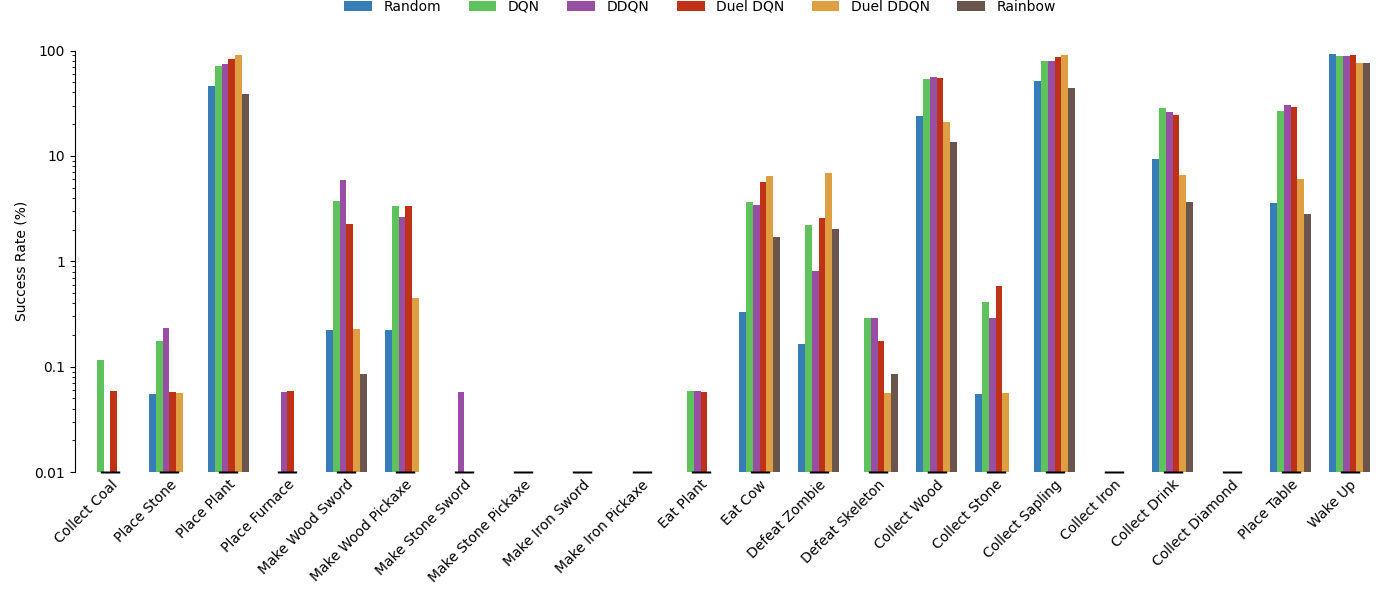 Random DQN DDQN Duel DQN Duel DDQN Rainbow
Success Rate (%)
100
10
1
0.1
0.01
Collect Coal
Place Stone
Place Plant
Place Furnace
Make Wood Sword
Make Wood Pickaxe
Make Stone Sword
Make Stone Pickaxe
Make Iron Sword
Make Iron Pickaxe
Eat Plant
Eat Cow
Defeat Zombie
Defeat Skeleton
Collect Wood
Collect Stone
Collect Sapling
Collect Iron
Collect Drink
Collect Diamond
Place Table
Wake Up